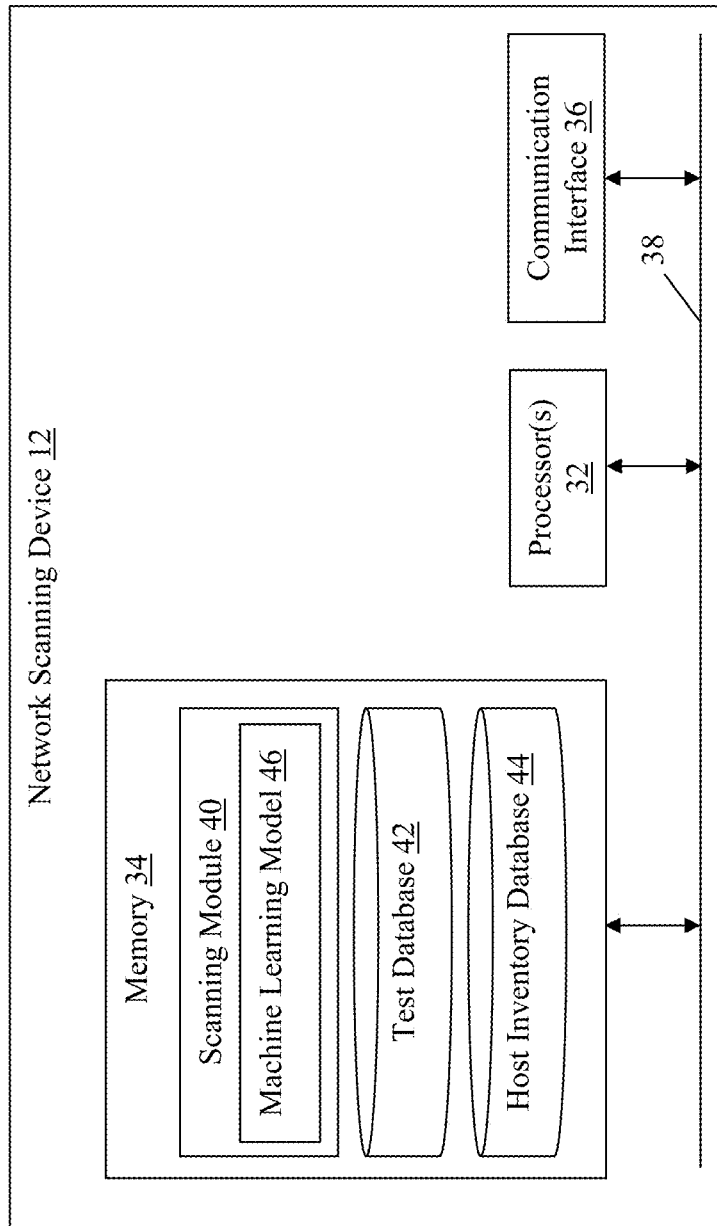 Network Scanning Device 12
Memory 34
Scanning Module 40
Machine Learning Model 46
Test Database 42
Host Inventory Database 44
Processor(s)
32
Communication
Interface 36
38